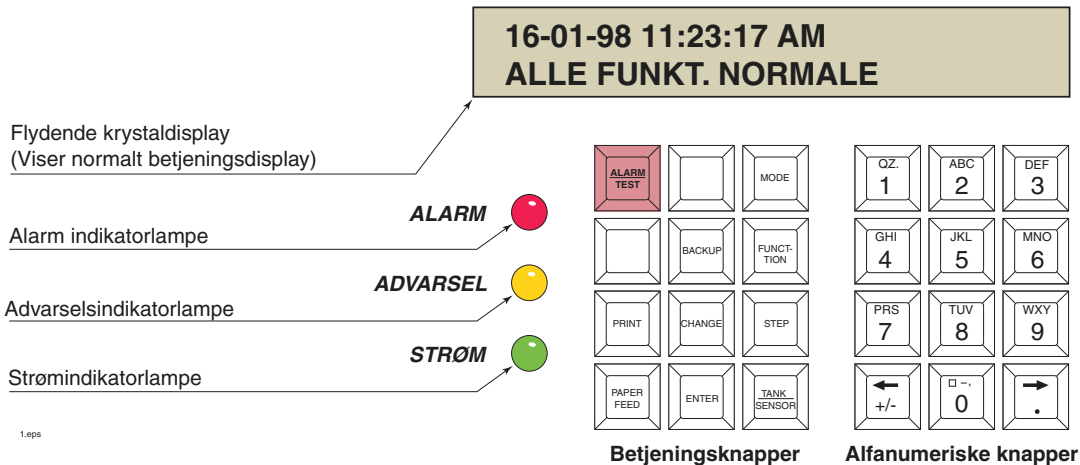 16-01-98 11:23:17 AM
ALLE FUNKT. NORMALE
Flydende krystaldisplay
(Viser normalt betjeningsdisplay)
ALARM
Alarm indikatorlampe
ADVARSEL
Advarselsindikatorlampe
STRØM
Strømindikatorlampe
1.eps
ALARM
TEST
MODE
BACKUP
FUNCT-
TION
PRINT
CHANGE
STEP
PAPER
FEED
ENTER
TANK
SENSOR
Betjeningsknapper
QZ.
1
ABC
2
DEF
3
GHI
4
JKL
5
MNO
6
PRS
7
TUV
8
WXY
9
←
+/-
□ –,
0
→
.
Alfanumeriske knapper